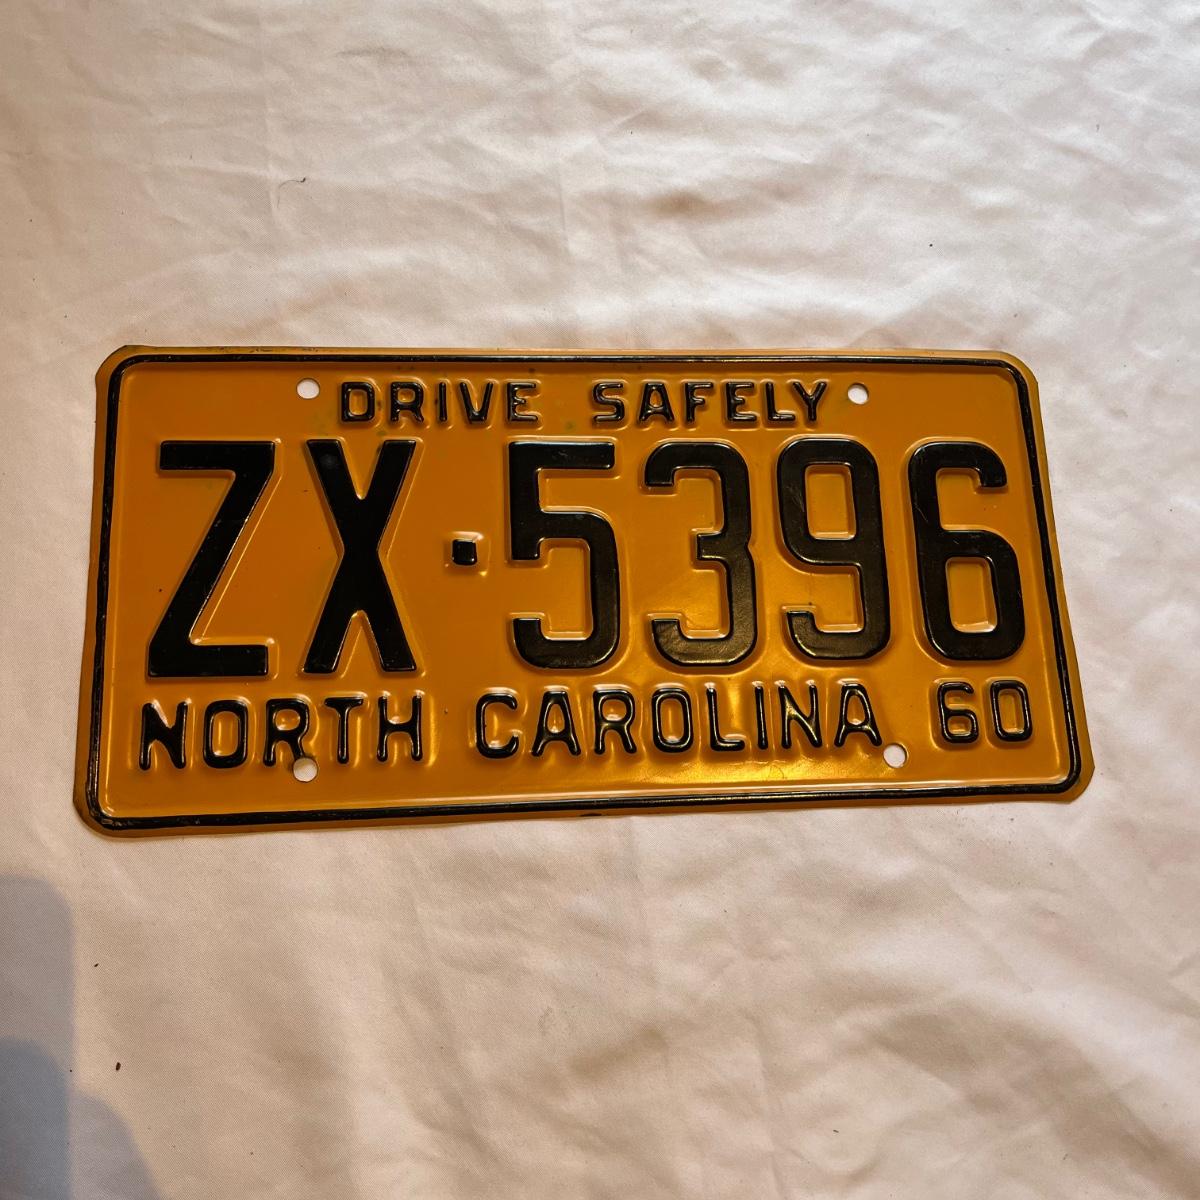 DRIVE SAFELY
ZX·5396
NORTH CAROLINA 60